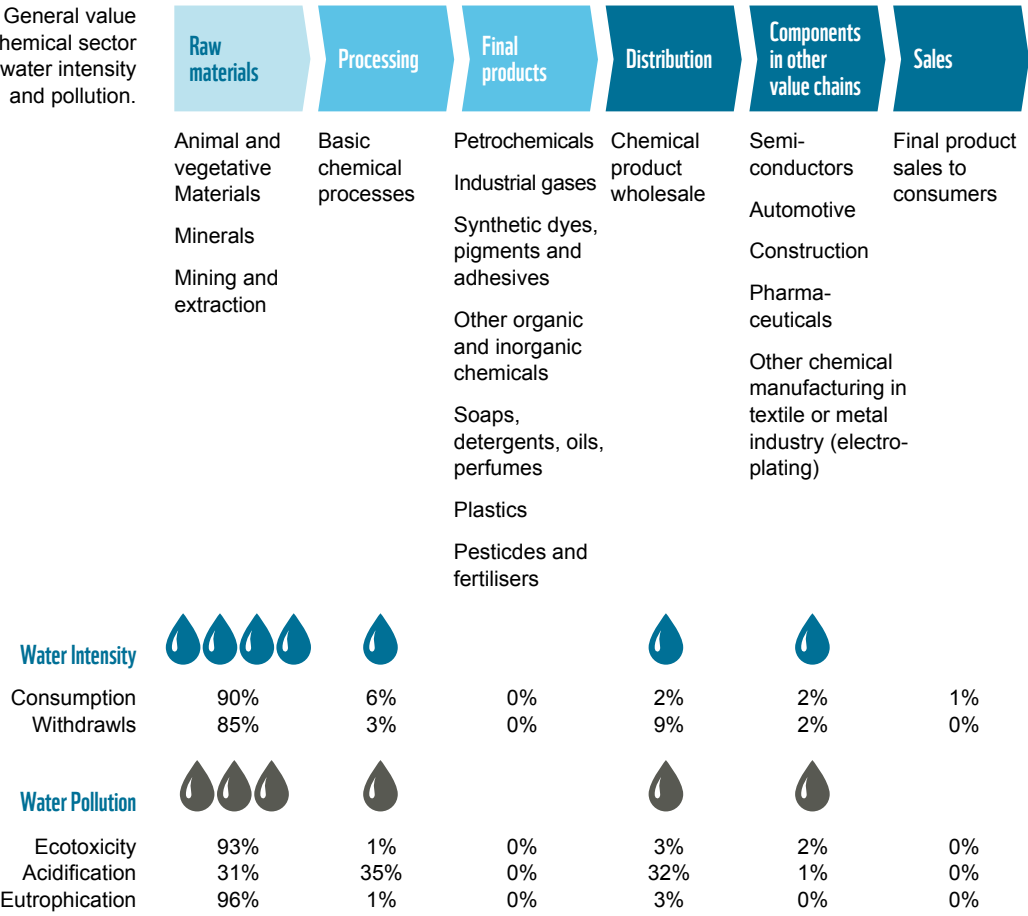 General value
hemical sector
water intensity
and pollution.
Raw
materials
Processing
Final
products
Distribution
Components
in other
value chains
Sales
Animal and
vegetative
Materials
Minerals
Mining and
extraction
Basic
chemical
processes
Petrochemicals
Industrial gases
Synthetic dyes,
pigments and
adhesives
Other organic
and inorganic
chemicals
Soaps,
detergents, oils,
perfumes
Plastics
Pesticdes and
fertilisers
Chemical
product
wholesale
Semi-
conductors
Automotive
Construction
Pharma-
ceuticals
Other chemical
manufacturing in
textile or metal
industry (electro-
plating)
Final product
sales to
consumers
Water Intensity
Consumption 90% 6% 0% 2% 2% 1%
Withdrawls 85% 3% 0% 9% 2% 0%
Water Pollution
Ecotoxicity 93% 1% 0% 3% 2% 0%
Acidification 31% 35% 0% 32% 1% 0%
Eutrophication 96% 1% 0% 3% 0% 0%